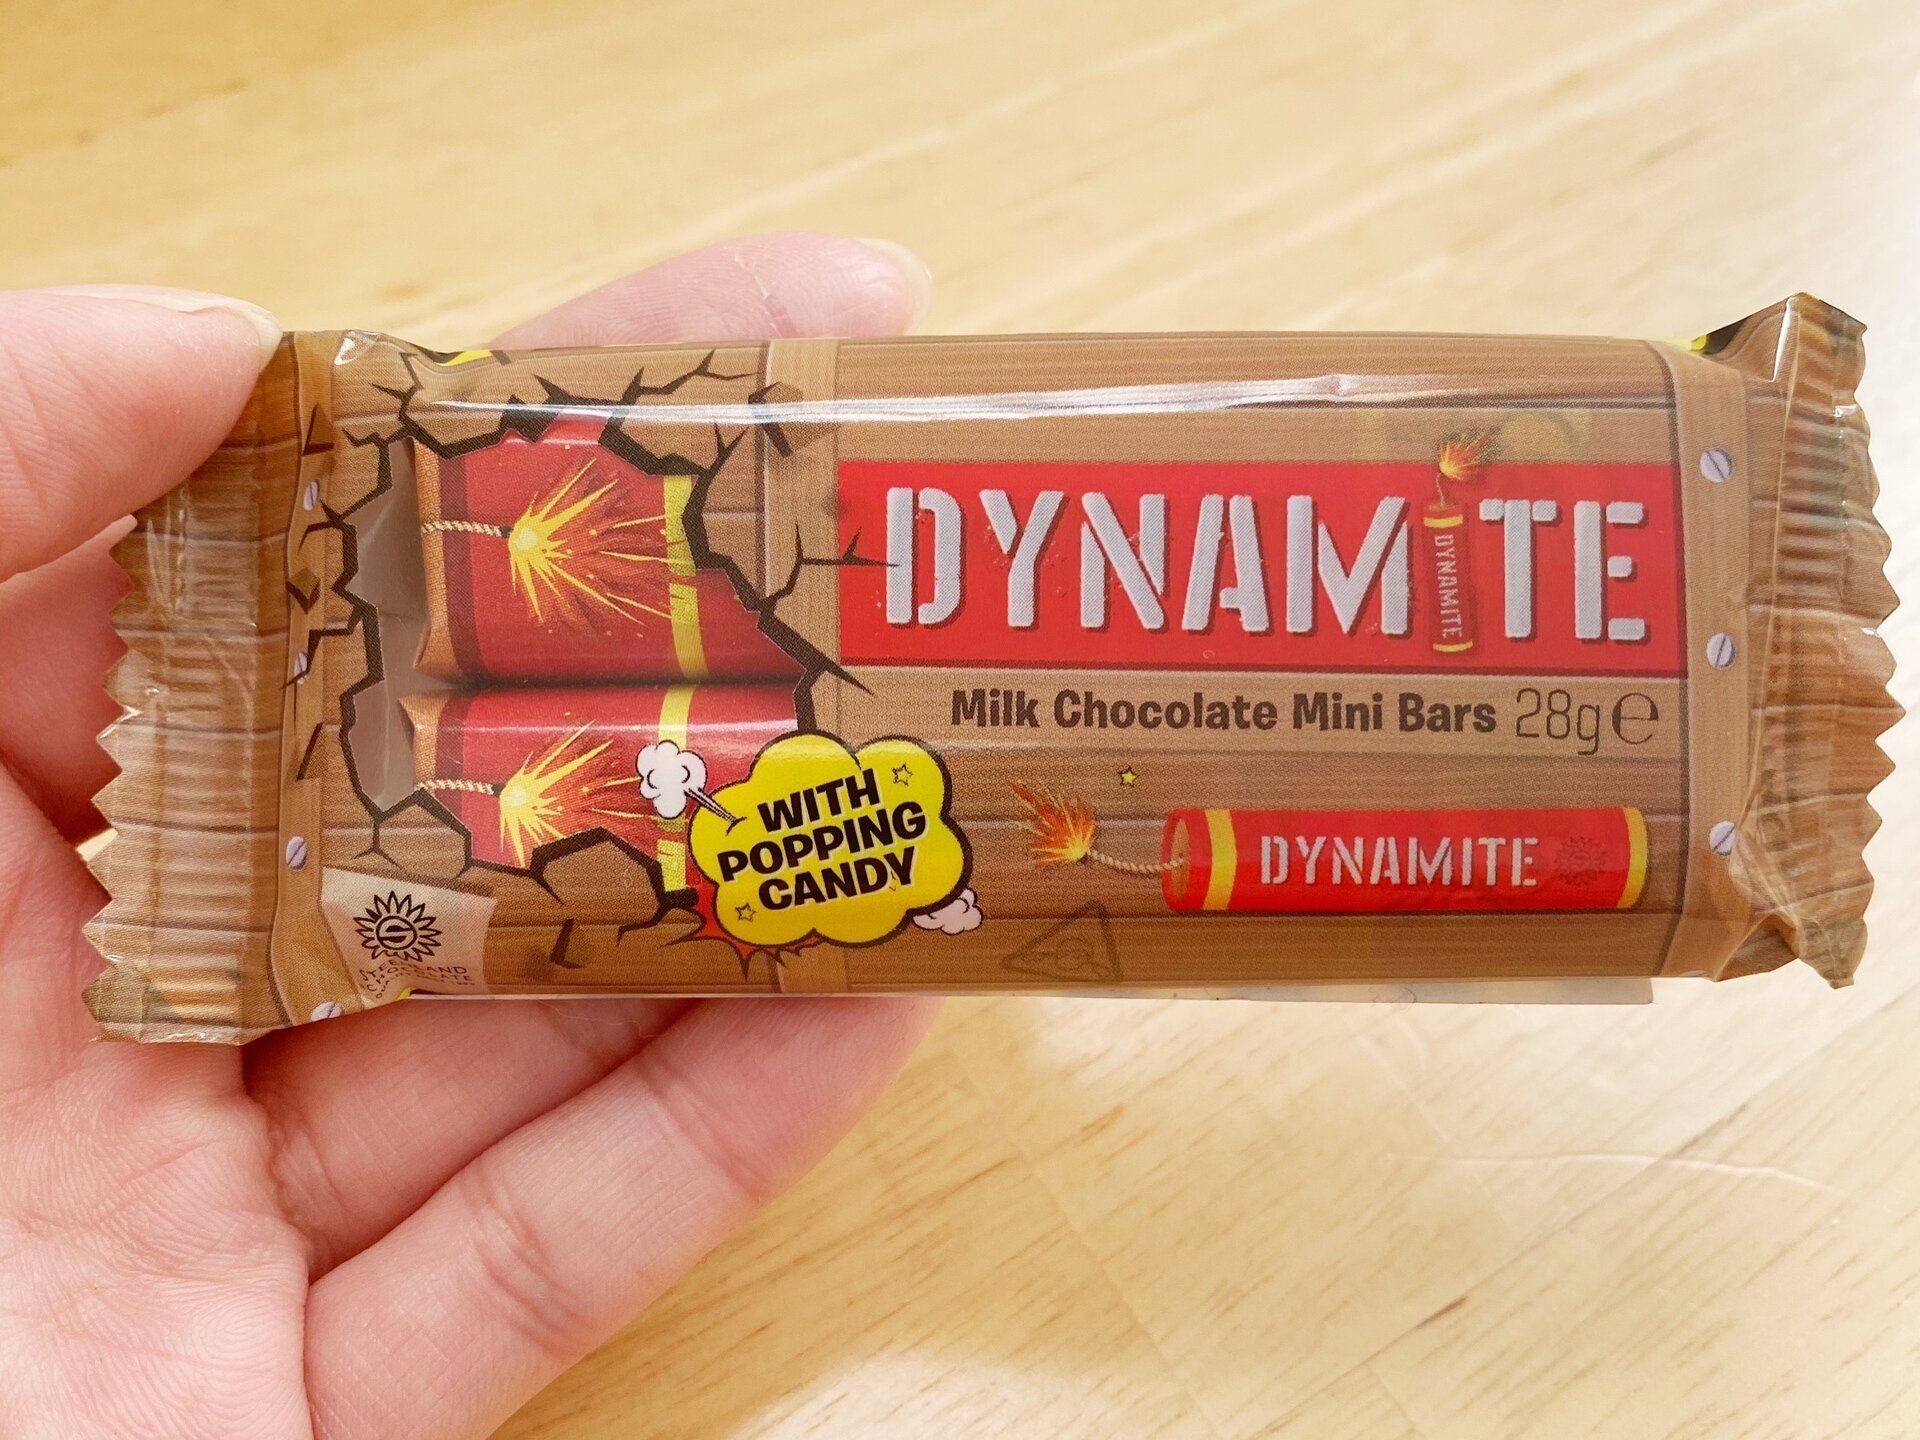 DYNAMITE
DYNAMITE
Milk Chocolate Mini Bars 28g ℮
WITH
POPPING
CANDY
DYNAMITE